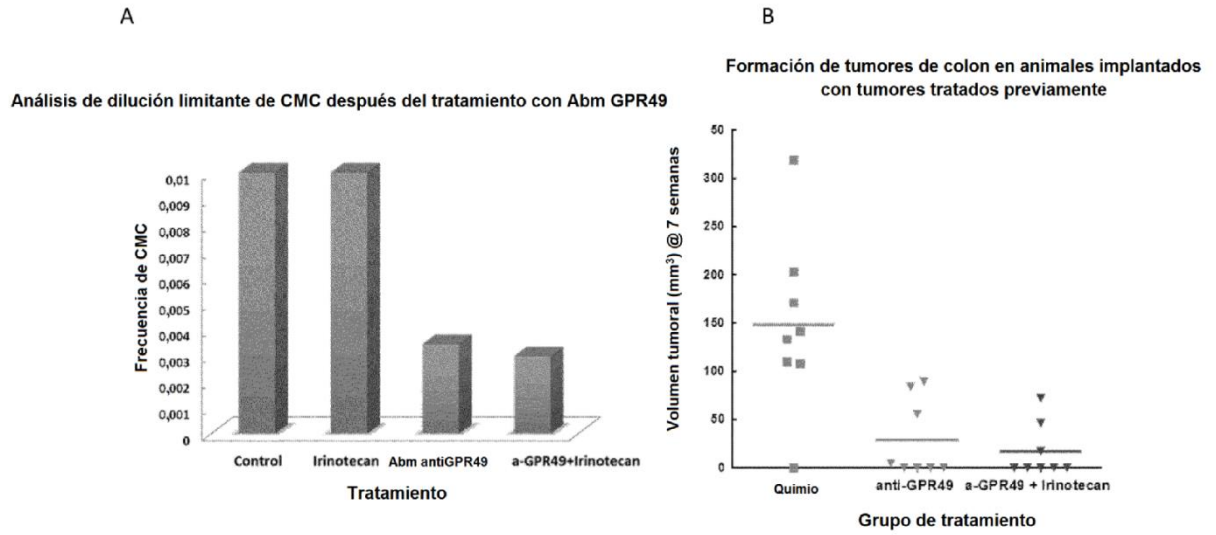 A
Análisis de dilución limitante de CMC después del tratamiento con Abm GPR49
Frecuencia de CMC
0,01
0,009
0,008
0,007
0,006
0,005
0,004
0,003
0,002
0,001
0
Control Irinotecan Abm antiGPR49 a-GPR49+Irinotecan
Tratamiento
B
Formación de tumores de colon en animales implantados
con tumores tratados previamente
Volumen tumoral (mm³) @ 7 semanas
50
300
250
200
150
100
50
0
Quimio anti-GPR49 a-GPR49 + Irinotecan
Grupo de tratamiento